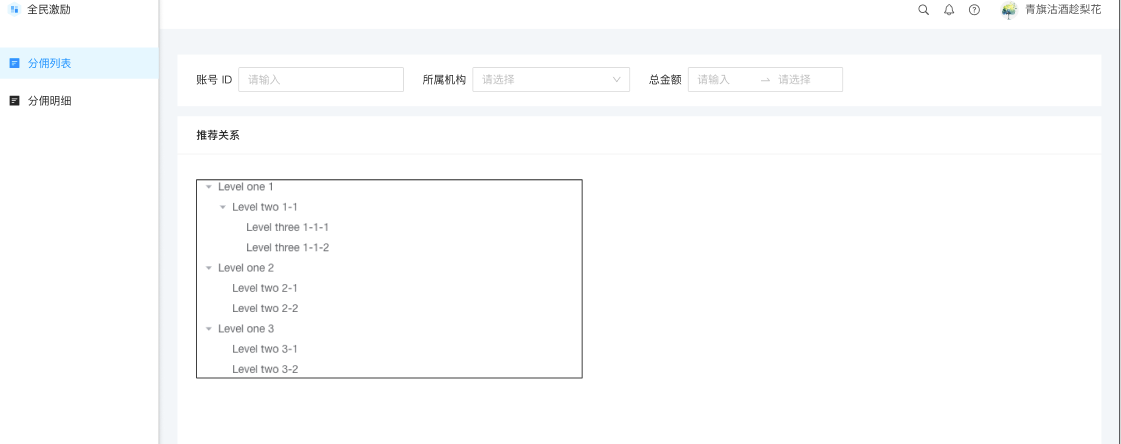 全民激励
青旗沽酒趁梨花
分佣列表
分佣明细
账号 ID 请输入 所属机构 请选择 总金额 请输入 → 请选择
推荐关系
Level one 1
Level two 1-1
Level three 1-1-1
Level three 1-1-2
Level one 2
Level two 2-1
Level two 2-2
Level one 3
Level two 3-1
Level two 3-2